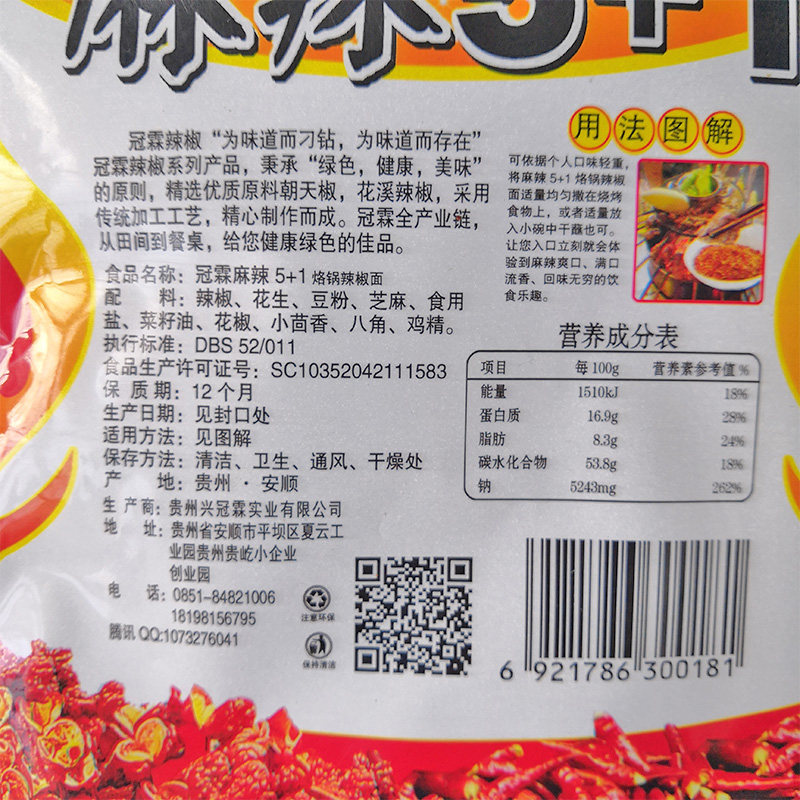 麻辣5+1
冠霖辣椒“为味道而刁钻，为味道而存在”
冠霖辣椒系列产品，秉承“绿色，健康，美味”
的原则，精选优质原料朝天椒，花溪辣椒，采用
传统加工工艺，精心制作而成。冠霖全产业链，
从田间到餐桌，给您健康绿色的佳品。
食品名称：冠霖麻辣 5+1 烙锅辣椒面
配 料：辣椒、花生、豆粉、芝麻、食用
盐、菜籽油、花椒、小茴香、八角、鸡精。
执行标准：DBS 52/011
食品生产许可证号：SC10352042111583
保 质 期：12个月
生产日期：见封口处
适用方法：见图解
保存方法：清洁、卫生、通风、干燥处
产 地：贵州·安顺
生 产 商：贵州兴冠霖实业有限公司
地 址：贵州省安顺市平坝区夏云工
业园贵州贵屹小企业
创业园
电 话：0851-84821006
18198156795
腾讯QQ:1073276041
注意环保
保持清洁
用法图解
可依据个人口味轻重，
将麻辣 5+1 烙锅辣椒
面适量均匀撒在烧烤
食物上，或者适量放
入小碗中干蘸也可。
让您入口立刻就会体
验到麻辣爽口、满口
流香、回味无穷的饮
食乐趣。
营养成分表
项目 每100g 营养素参考值%
能量 1510kJ 18%
蛋白质 16.9g 28%
脂肪 8.3g 24%
碳水化合物 53.8g 18%
钠 5243mg 262%
6 921786 300181